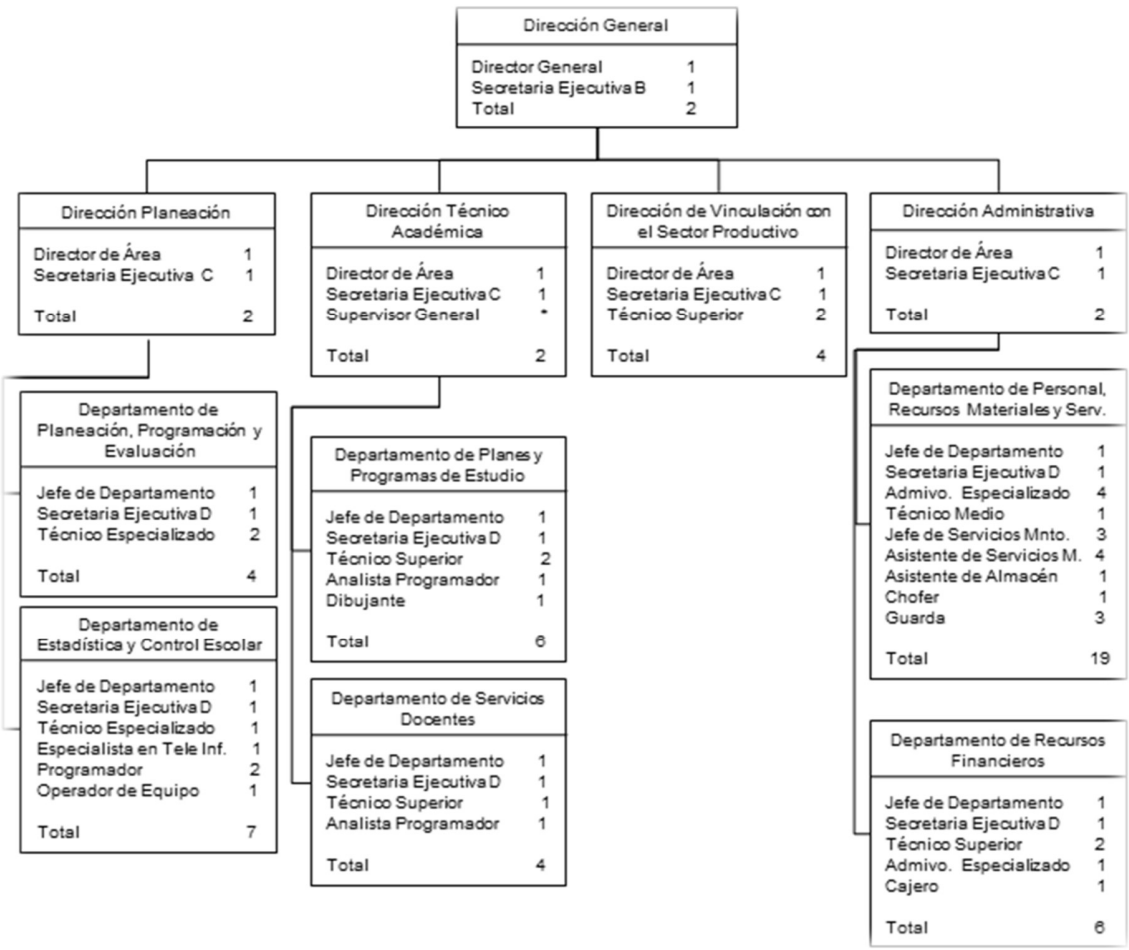 Dirección General
Director General 1
Secretaria Ejecutiva B 1
Total 2
Dirección Planeación
Director de Área 1
Secretaria Ejecutiva C 1
Total 2
Dirección Técnico
Académica
Director de Área 1
Secretaria Ejecutiva C 1
Supervisor General *
Total 2
Dirección de Vinculación con
el Sector Productivo
Director de Área 1
Secretaria Ejecutiva C 1
Técnico Superior 2
Total 4
Dirección Administrativa
Director de Área 1
Secretaria Ejecutiva C 1
Total 2
Departamento de
Planeación, Programación y
Evaluación
Jefe de Departamento 1
Secretaria Ejecutiva D 1
Técnico Especializado 2
Total 4
Departamento de
Estadística y Control Escolar
Jefe de Departamento 1
Secretaria Ejecutiva D 1
Técnico Especializado 1
Especialista en Tele Inf. 1
Programador 2
Operador de Equipo 1
Total 7
Departamento de Planes y
Programas de Estudio
Jefe de Departamento 1
Secretaria Ejecutiva D 1
Técnico Superior 2
Analista Programador 1
Dibujante 1
Total 6
Departamento de Servicios
Docentes
Jefe de Departamento 1
Secretaria Ejecutiva D 1
Técnico Superior 1
Analista Programador 1
Total 4
Departamento de Personal,
Recursos Materiales y Serv.
Jefe de Departamento 1
Secretaria Ejecutiva D 1
Admivo. Especializado 4
Técnico Medio 1
Jefe de Servicios Mnto. 3
Asistente de Servicios M. 4
Asistente de Almacén 1
Chofer 1
Guarda 3
Total 19
Departamento de Recursos
Financieros
Jefe de Departamento 1
Secretaria Ejecutiva D 1
Técnico Superior 2
Admivo. Especializado 1
Cajero 1
Total 6